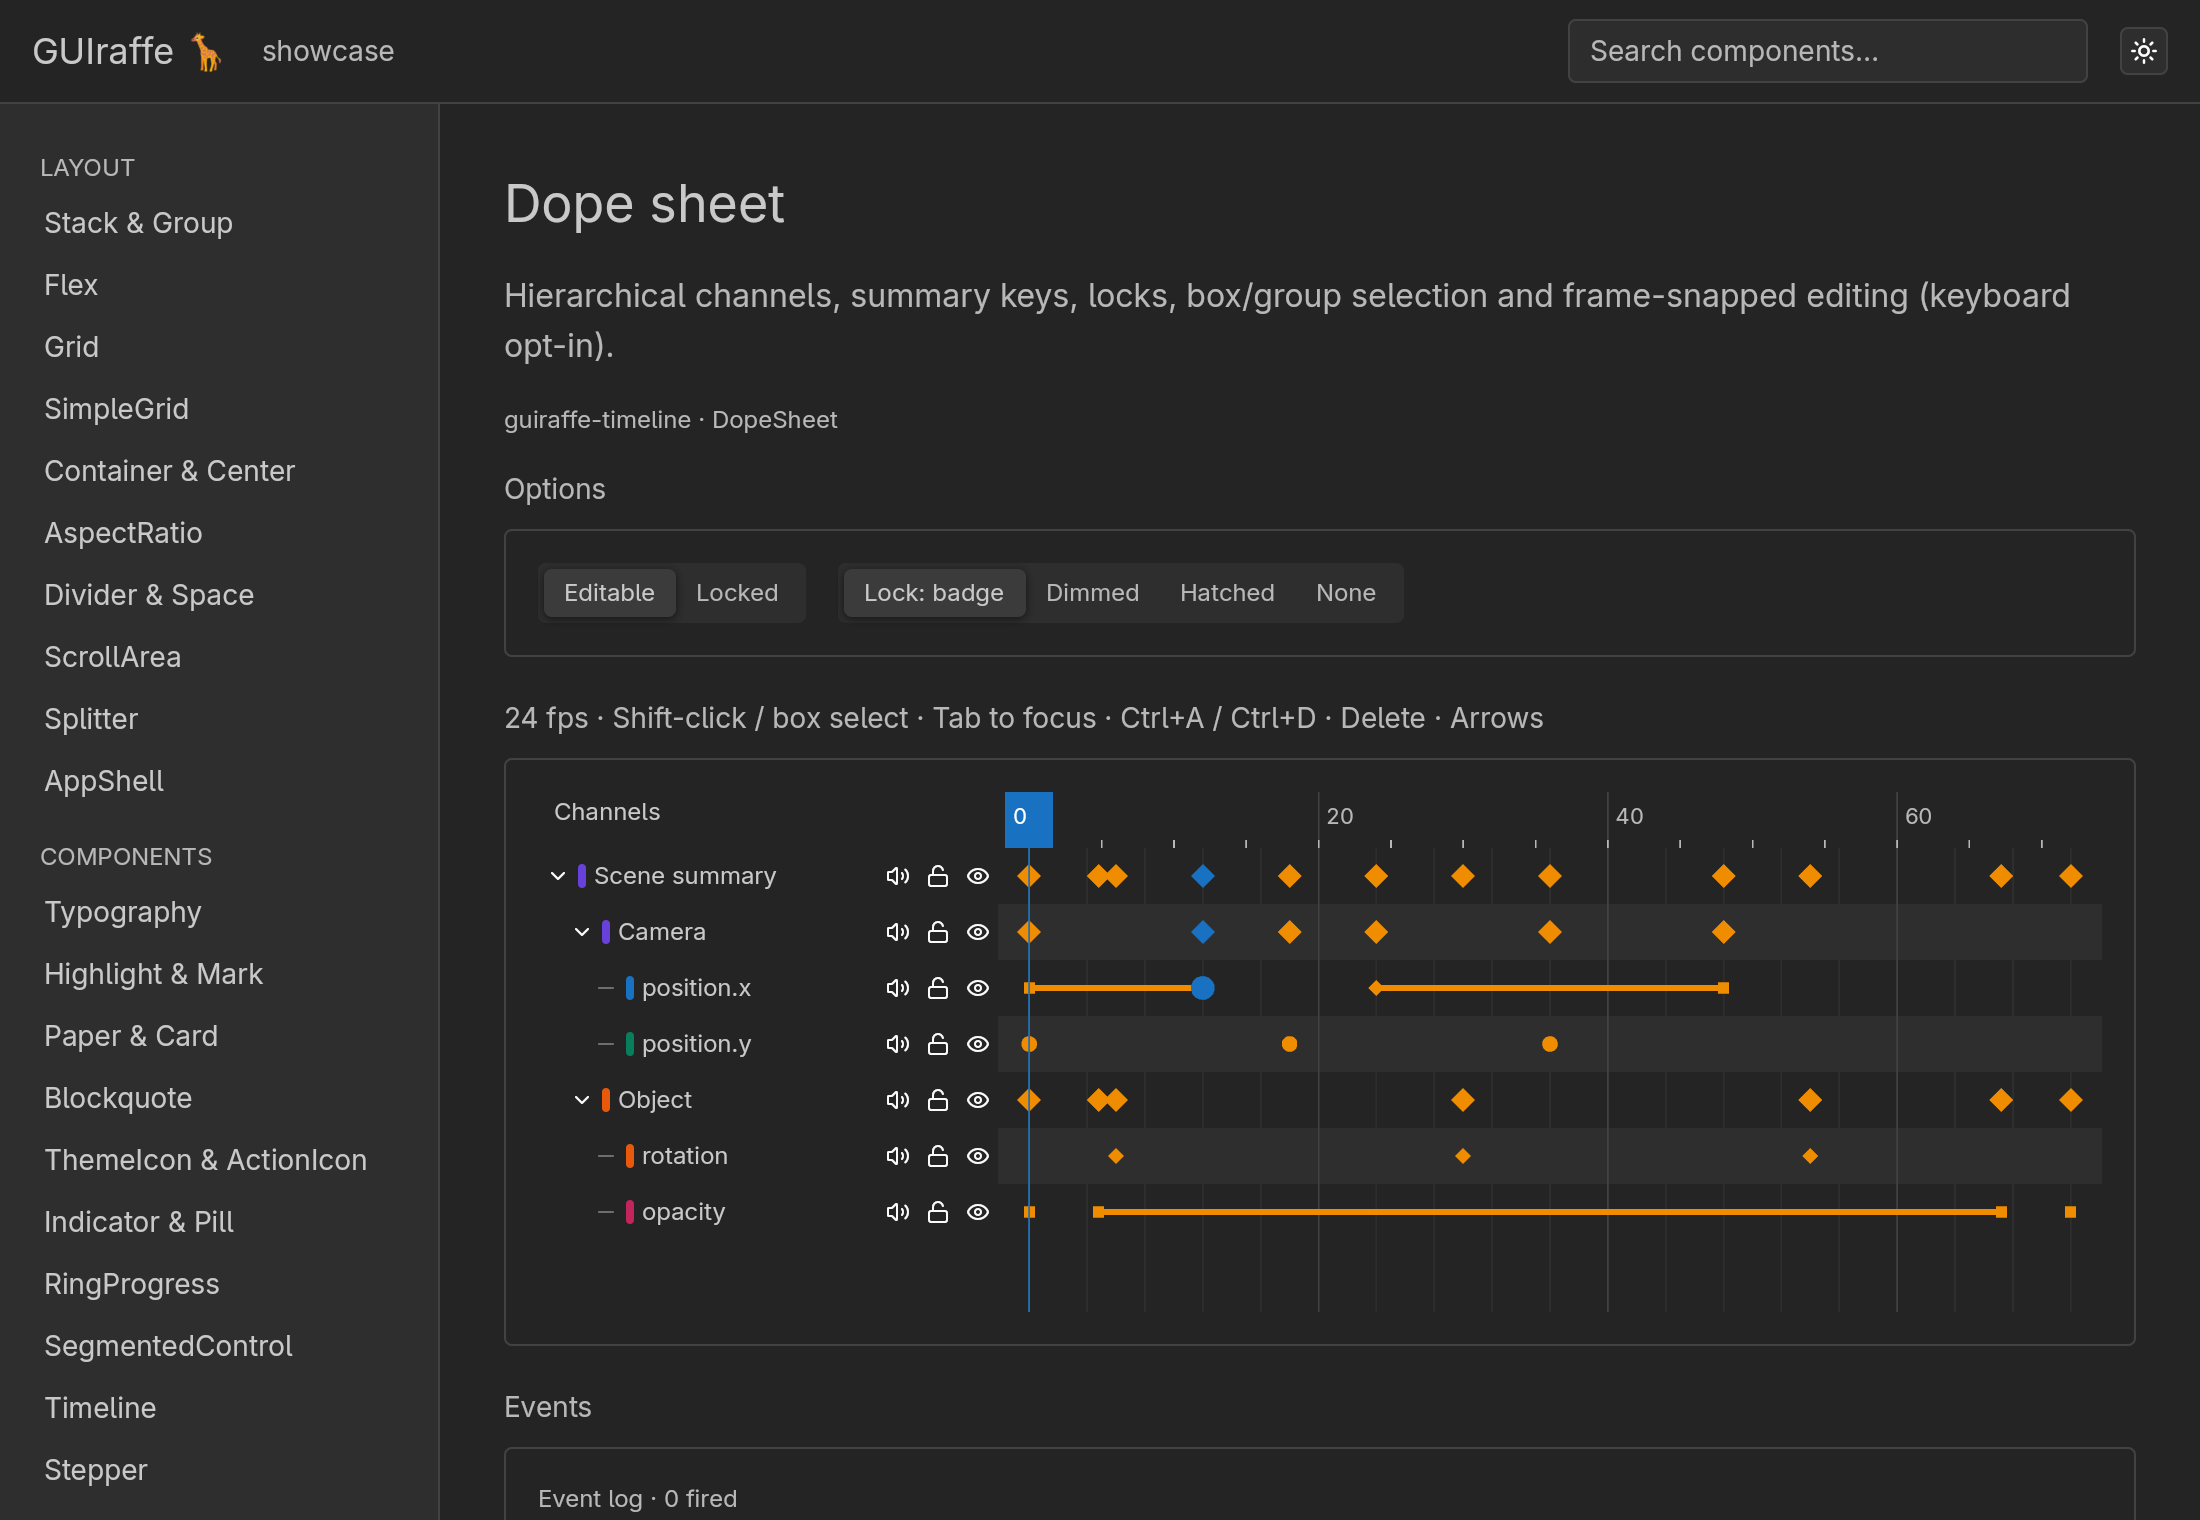 GUIraffe 🦒 showcase
Search components...
LAYOUT
Stack & Group
Flex
Grid
SimpleGrid
Container & Center
AspectRatio
Divider & Space
ScrollArea
Splitter
AppShell
COMPONENTS
Typography
Highlight & Mark
Paper & Card
Blockquote
ThemeIcon & ActionIcon
Indicator & Pill
RingProgress
SegmentedControl
Timeline
Stepper
Dope sheet
Hierarchical channels, summary keys, locks, box/group selection and frame-snapped editing (keyboard
opt-in).
guiraffe-timeline · DopeSheet
Options
Editable Locked Lock: badge Dimmed Hatched None
24 fps · Shift-click / box select · Tab to focus · Ctrl+A / Ctrl+D · Delete · Arrows
Channels 0 20 40 60
Scene summary
Camera
position.x
position.y
Object
rotation
opacity
Events
Event log · 0 fired